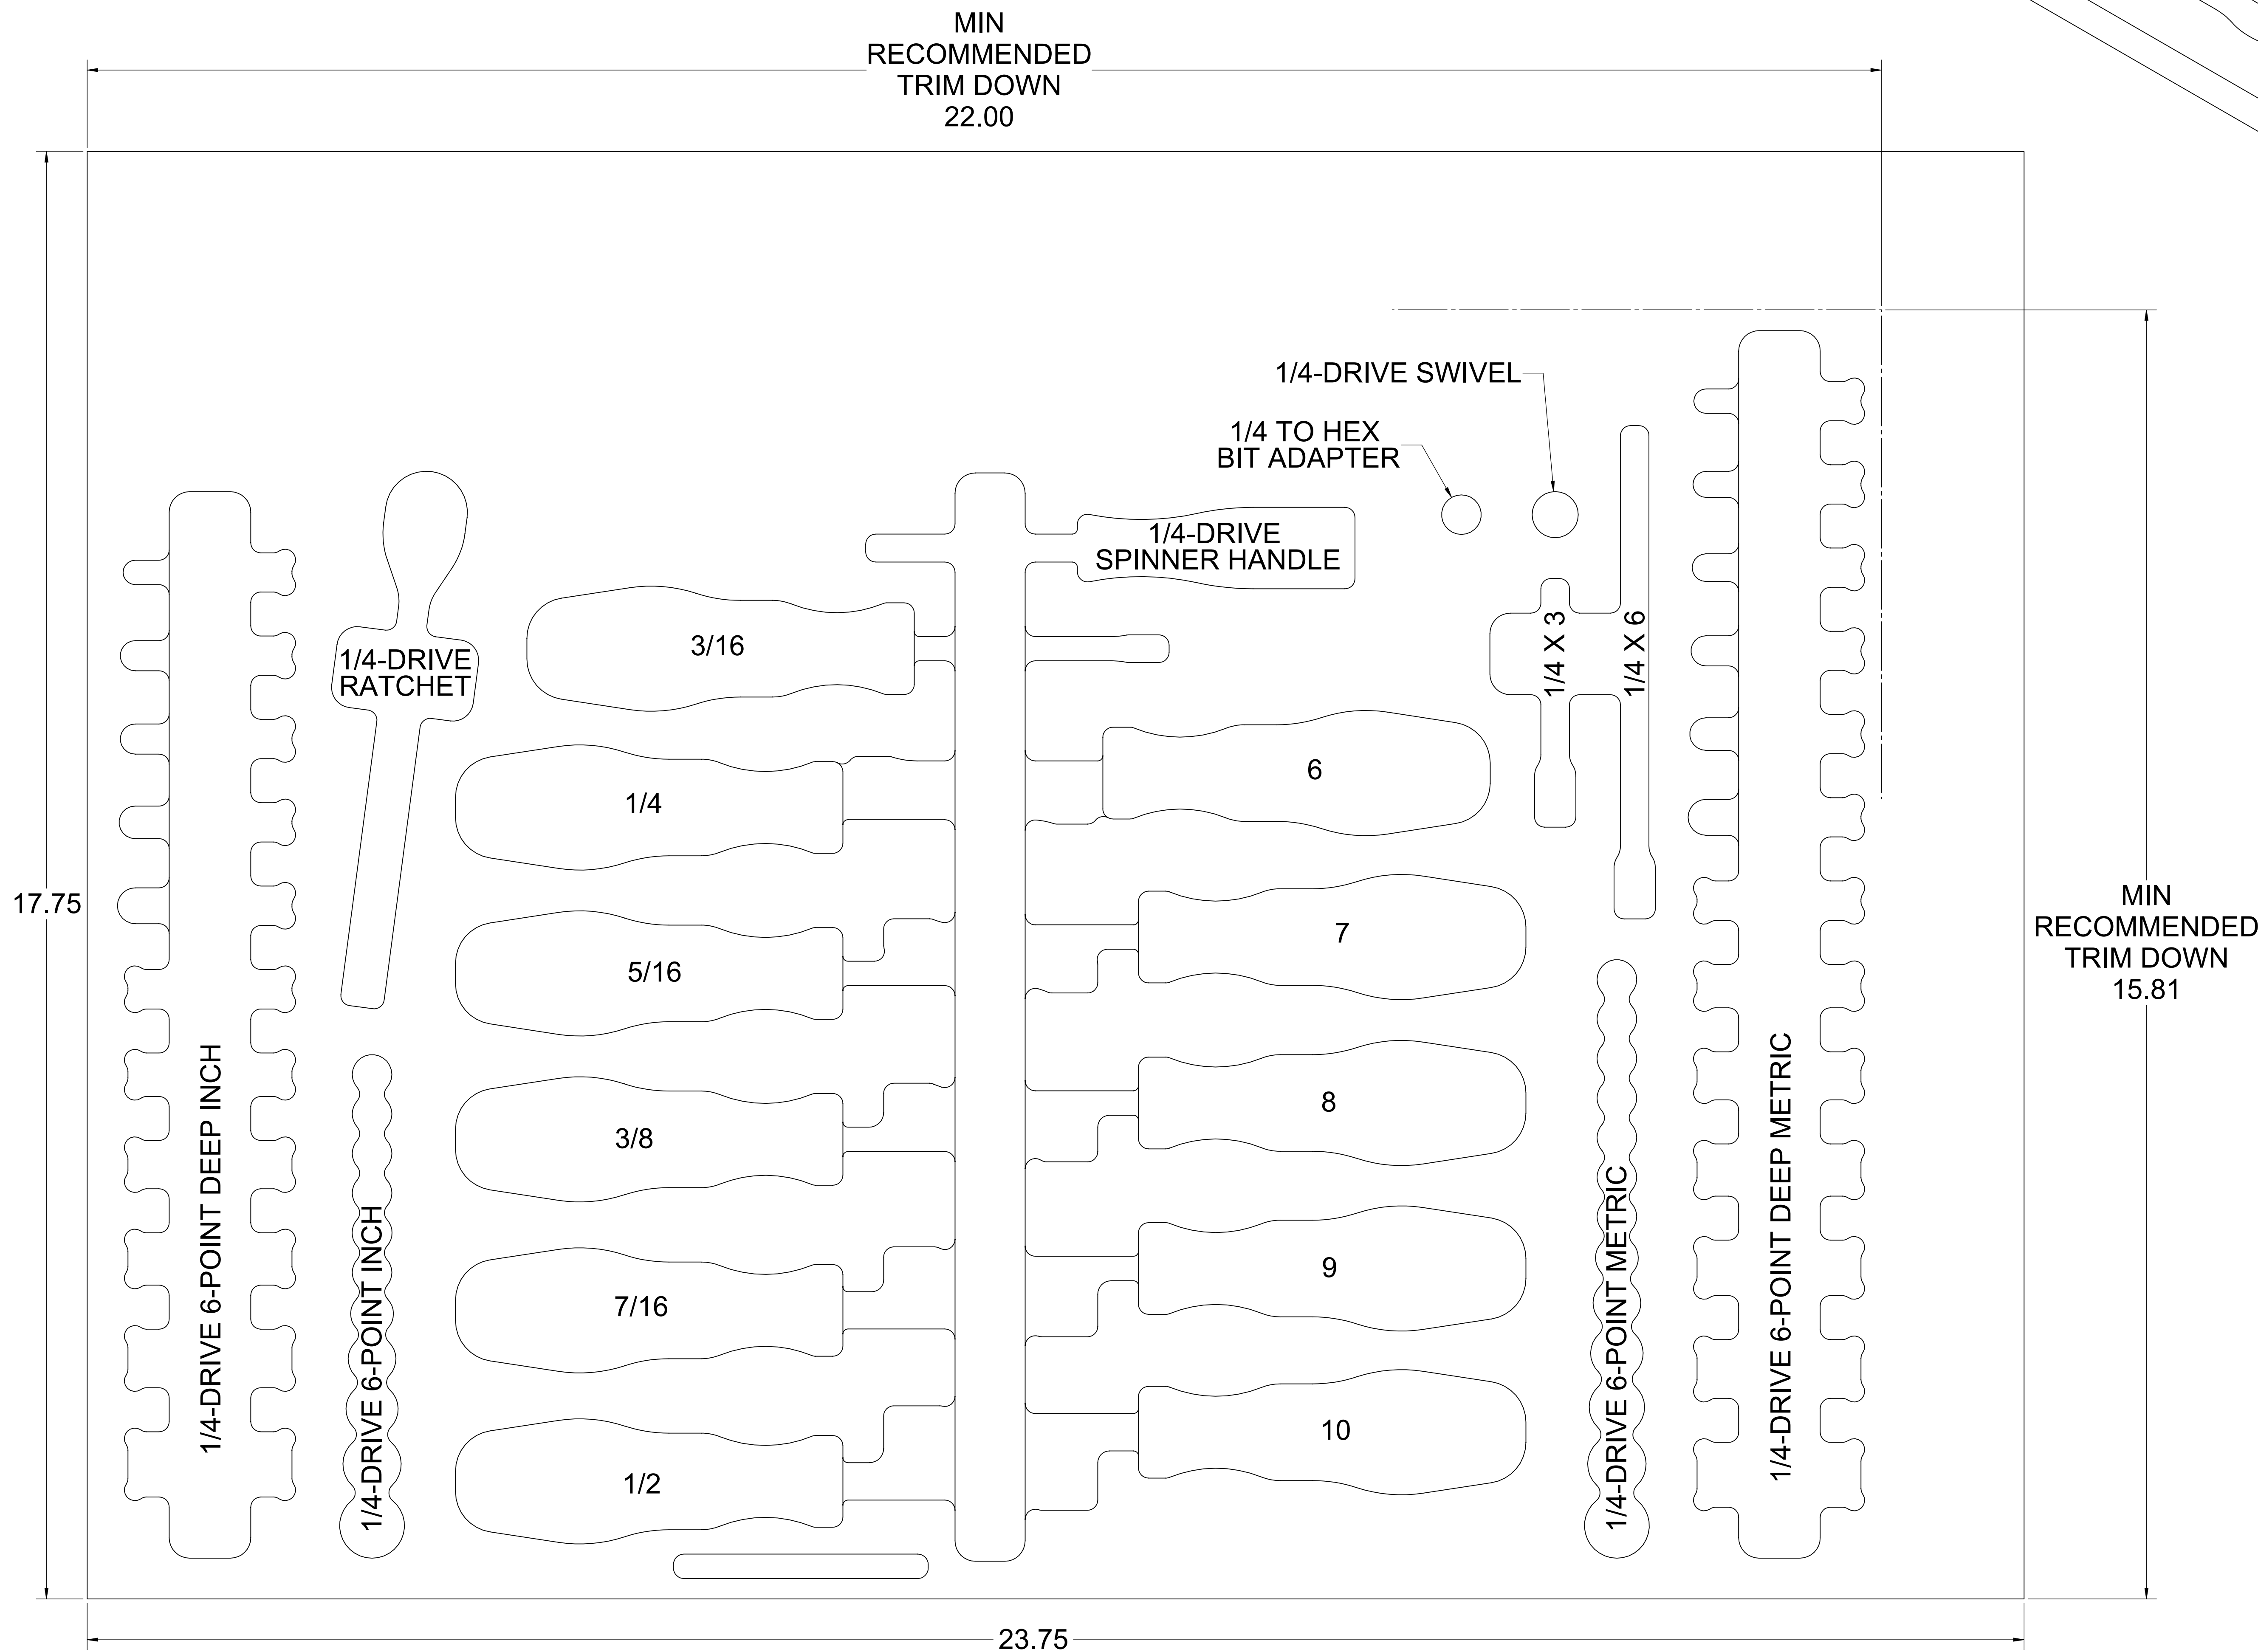 MIN
RECOMMENDED
TRIM DOWN
22.00
1/4-DRIVE SWIVEL
1/4 TO HEX
BIT ADAPTER
1/4-DRIVE
SPINNER HANDLE
1/4-DRIVE
RATCHET
3/16
1/4 X 3
1/4 X 6
1/4
6
17.75
5/16
7
MIN
RECOMMENDED
TRIM DOWN
15.81
3/8
8
7/16
9
1/2
10
1/4-DRIVE 6-POINT DEEP INCH
1/4-DRIVE 6-POINT INCH
1/4-DRIVE 6-POINT METRIC
1/4-DRIVE 6-POINT DEEP METRIC
23.75